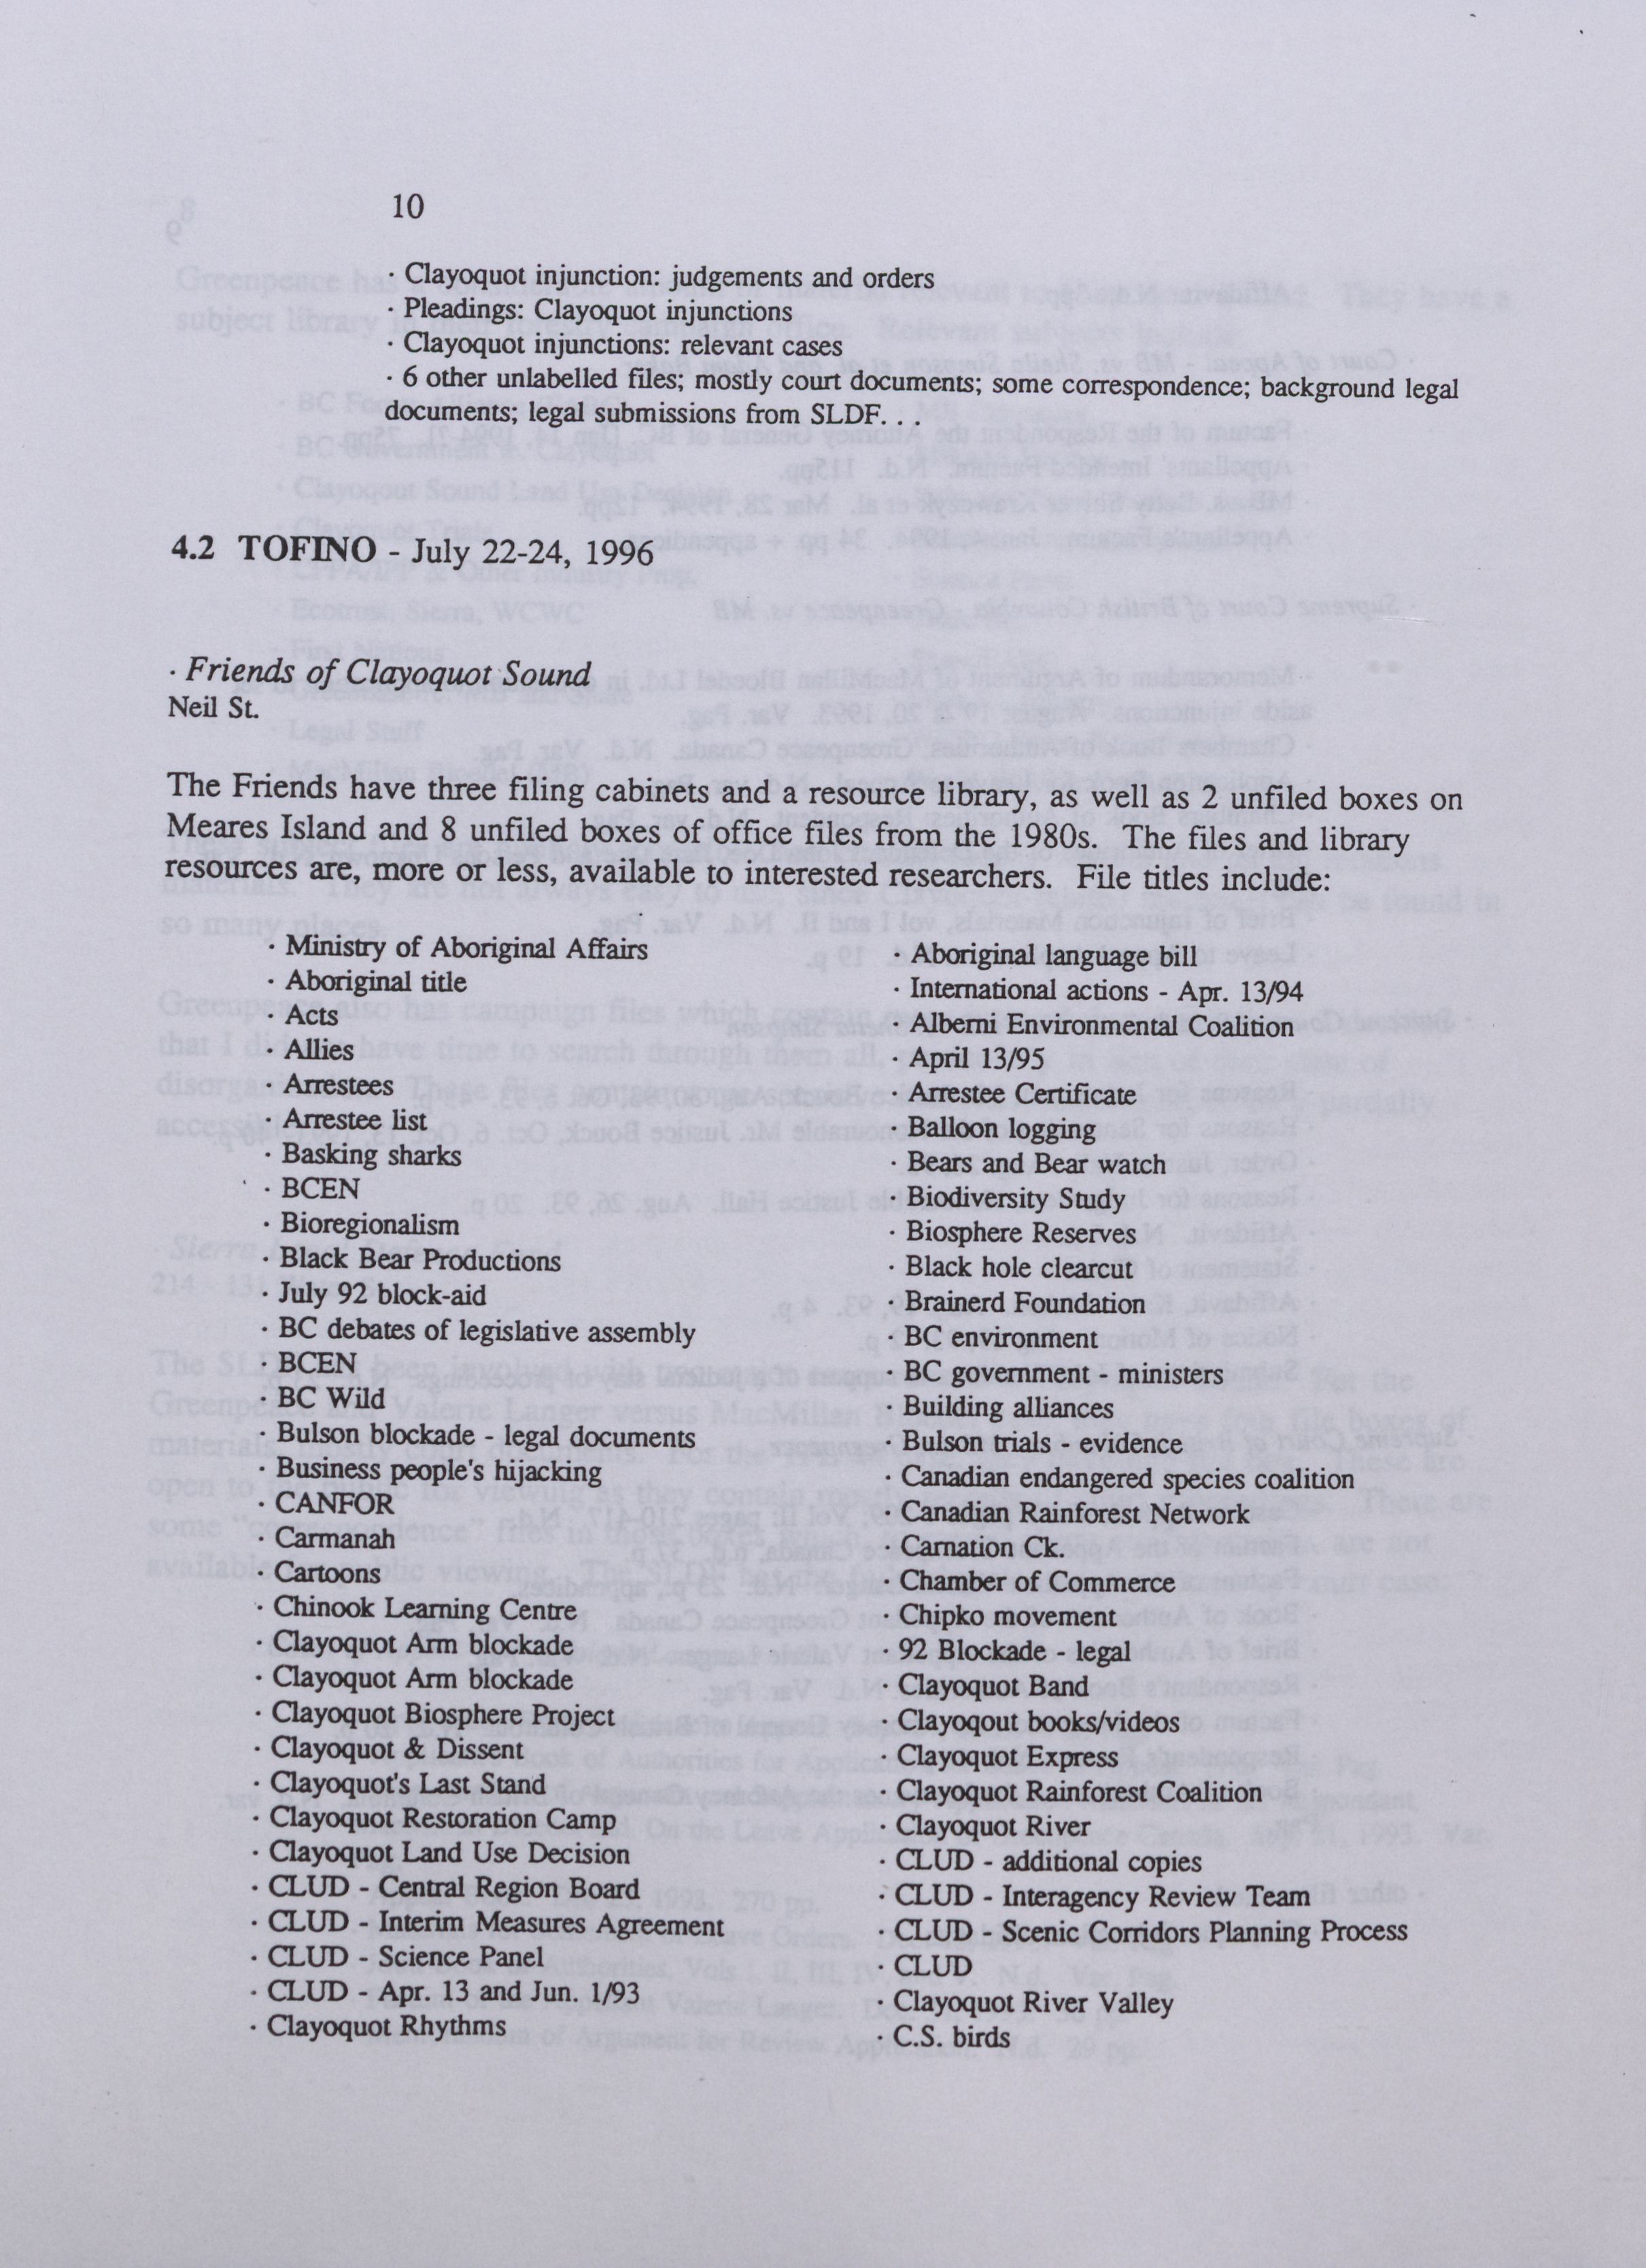 10
· Clayoquot injunction: judgements and orders
· Pleadings: Clayoquot injunctions
· Clayoquot injunctions: relevant cases
· 6 other unlabelled files; mostly court documents; some correspondence; background legal
documents; legal submissions from SLDF. . .
4.2 TOFINO - July 22-24, 1996
· Friends of Clayoquot Sound
Neil St.
The Friends have three filing cabinets and a resource library, as well as 2 unfiled boxes on
Meares Island and 8 unfiled boxes of office files from the 1980s. The files and library
resources are, more or less, available to interested researchers. File titles include:
· Ministry of Aboriginal Affairs
· Aboriginal title
· Acts
· Allies
· Arrestees
· Arrestee list
· Basking sharks
· BCEN
· Bioregionalism
· Black Bear Productions
· July 92 block-aid
· BC debates of legislative assembly
· BCEN
· BC Wild
· Bulson blockade - legal documents
· Business people's hijacking
· CANFOR
· Carmanah
· Cartoons
· Chinook Learning Centre
· Clayoquot Arm blockade
· Clayoquot Arm blockade
· Clayoquot Biosphere Project
· Clayoquot & Dissent
· Clayoquot's Last Stand
· Clayoquot Restoration Camp
· Clayoquot Land Use Decision
· CLUD - Central Region Board
· CLUD - Interim Measures Agreement
· CLUD - Science Panel
· CLUD - Apr. 13 and Jun. 1/93
· Clayoquot Rhythms
· Aboriginal language bill
· International actions - Apr. 13/94
· Alberni Environmental Coalition
· April 13/95
· Arrestee Certificate
· Balloon logging
· Bears and Bear watch
· Biodiversity Study
· Biosphere Reserves
· Black hole clearcut
· Brainerd Foundation
· BC environment
· BC government - ministers
· Building alliances
· Bulson trials - evidence
· Canadian endangered species coalition
· Canadian Rainforest Network
· Carnation Ck.
· Chamber of Commerce
· Chipko movement
· 92 Blockade - legal
· Clayoquot Band
· Clayoqout books/videos
· Clayoquot Express
· Clayoquot Rainforest Coalition
· Clayoquot River
· CLUD - additional copies
· CLUD - Interagency Review Team
· CLUD - Scenic Corridors Planning Process
· CLUD
· Clayoquot River Valley
· C.S. birds